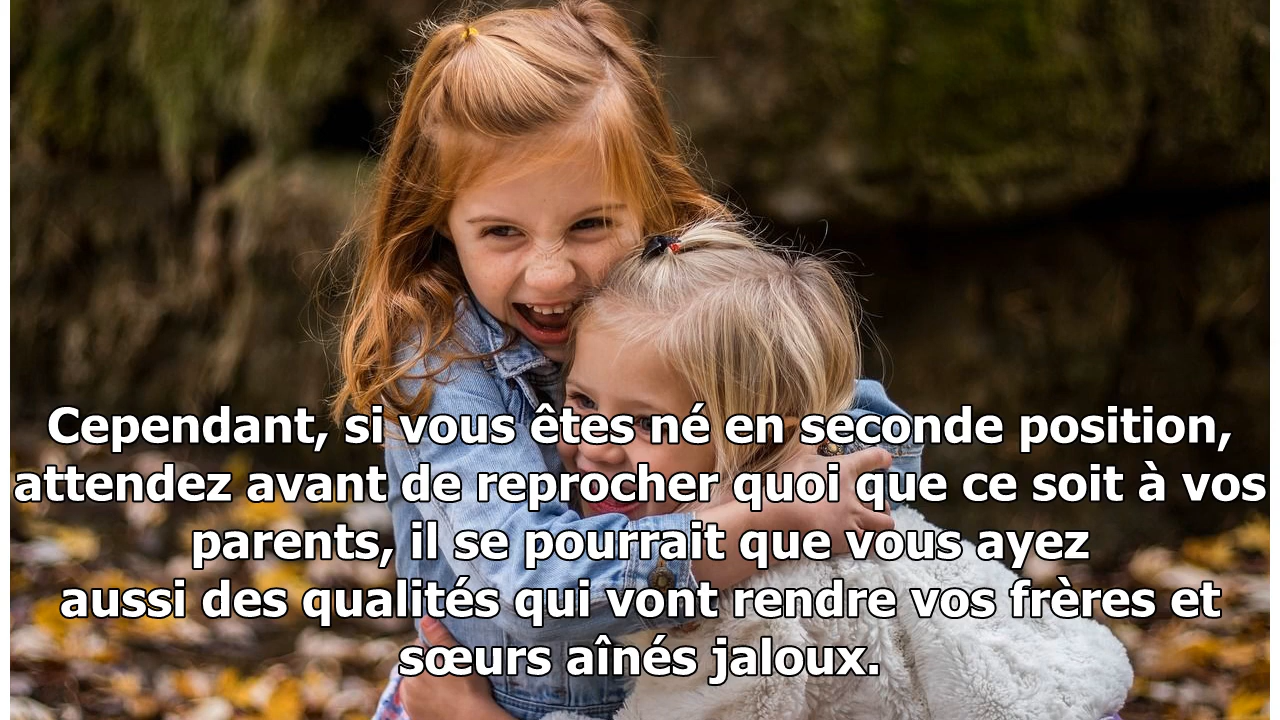 Cependant, si vous êtes né en seconde position,
attendez avant de reprocher quoi que ce soit à vos
parents, il se pourrait que vous ayez
aussi des qualités qui vont rendre vos frères et
sœurs aînés jaloux.